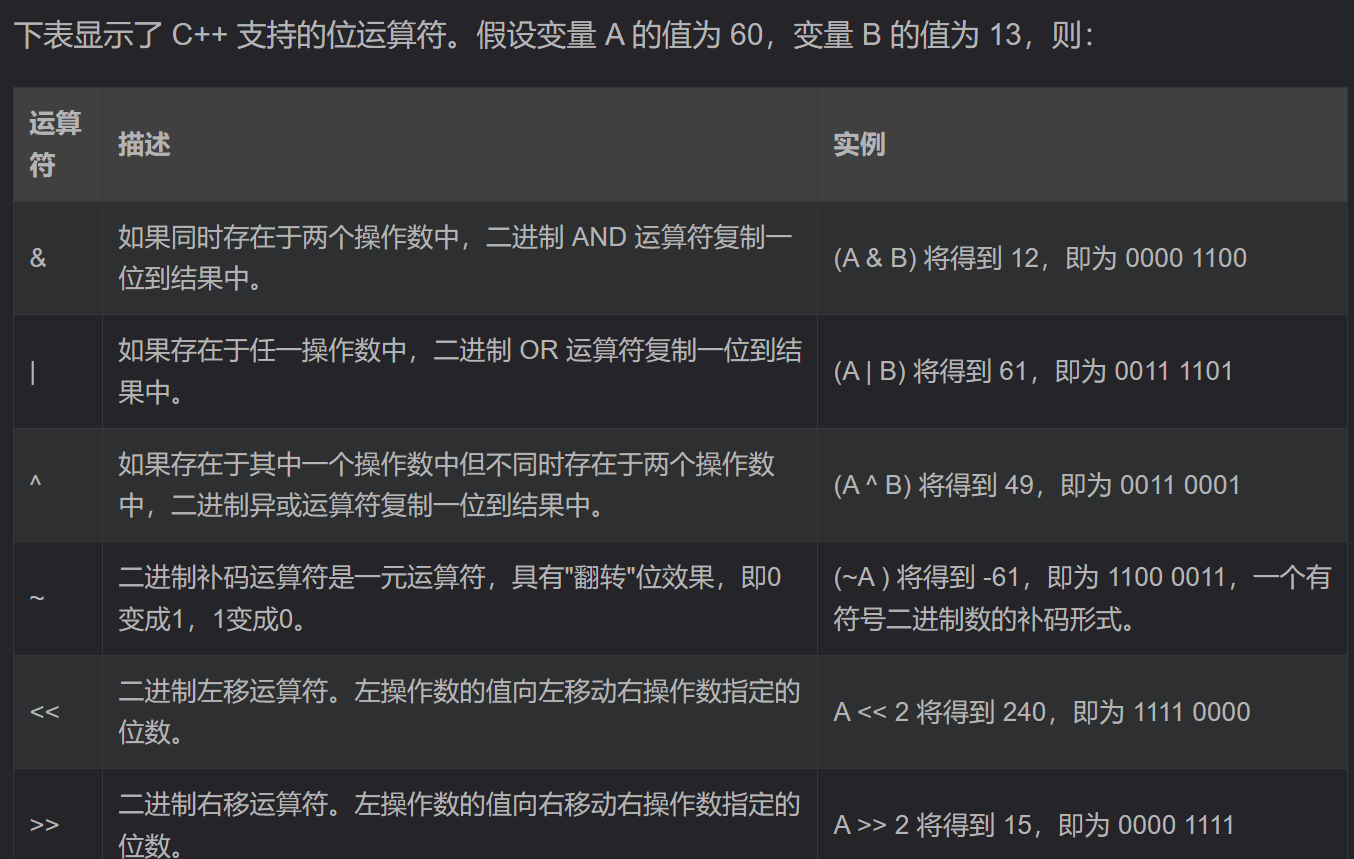 下表显示了 C++ 支持的位运算符。假设变量 A 的值为 60，变量 B 的值为 13，则：
运算
符
描述
实例
&
如果同时存在于两个操作数中，二进制 AND 运算符复制一
位到结果中。
(A & B) 将得到 12，即为 0000 1100
|
如果存在于任一操作数中，二进制 OR 运算符复制一位到结
果中。
(A | B) 将得到 61，即为 0011 1101
^
如果存在于其中一个操作数中但不同时存在于两个操作数
中，二进制异或运算符复制一位到结果中。
(A ^ B) 将得到 49，即为 0011 0001
~
二进制补码运算符是一元运算符，具有"翻转"位效果，即0
变成1，1变成0。
(~A ) 将得到 -61，即为 1100 0011，一个有
符号二进制数的补码形式。
<<
二进制左移运算符。左操作数的值向左移动右操作数指定的
位数。
A << 2 将得到 240，即为 1111 0000
>>
二进制右移运算符。左操作数的值向右移动右操作数指定的
位数。
A >> 2 将得到 15，即为 0000 1111